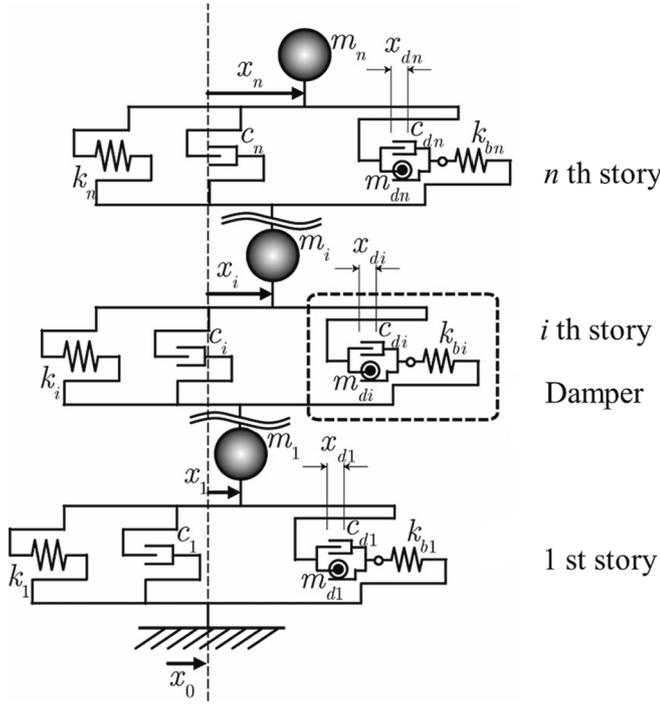 m_n
x_dn
x_n
c_n
c_dn
k_bn
k_n
m_dn
n th story
m_i
x_di
x_i
c_i
c_di
k_bi
i th story
k_i
m_di
Damper
m_1
x_d1
x_1
c_1
c_d1
k_b1
1 st story
k_1
m_d1
x_0